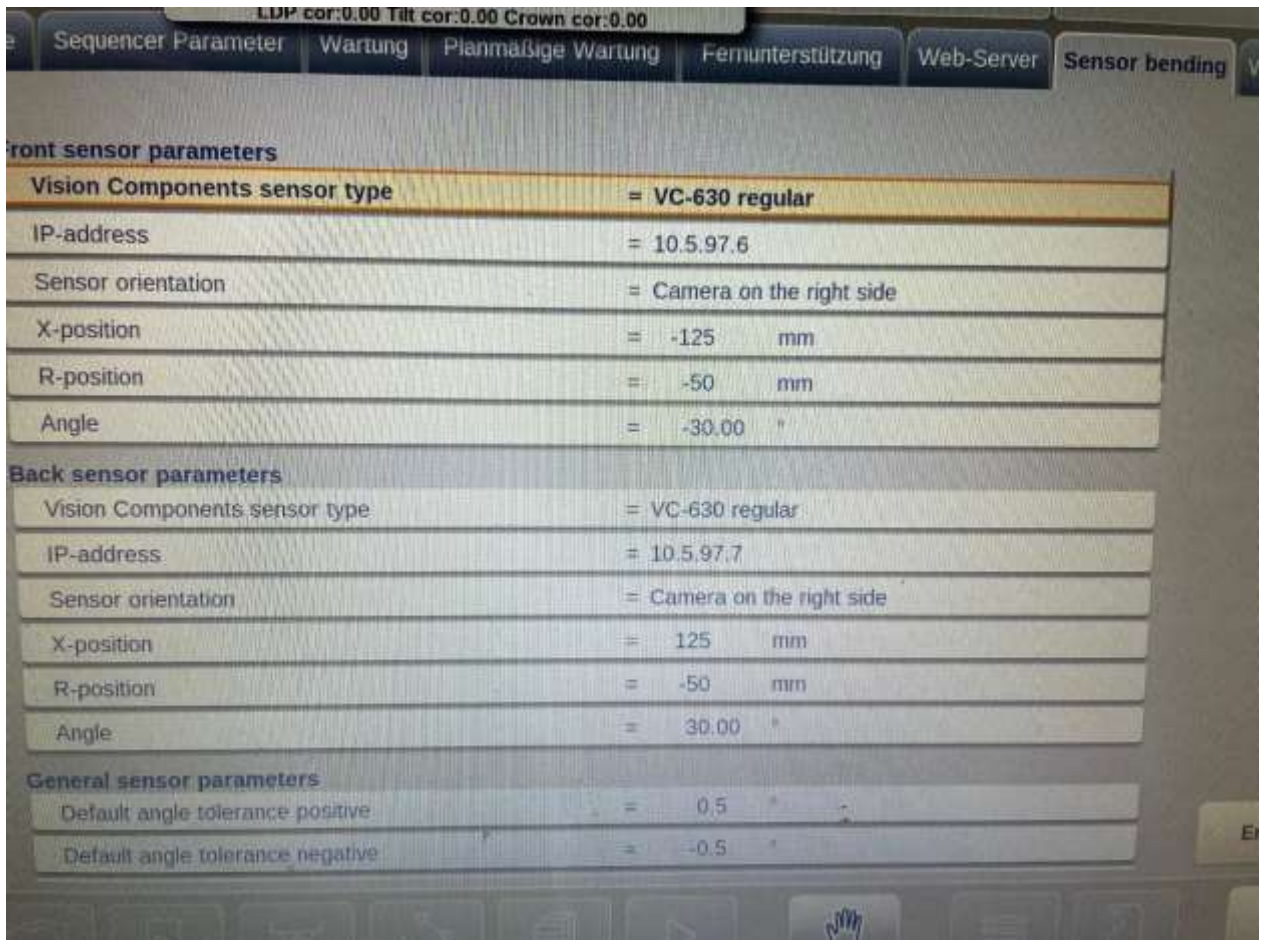 LDP cor:0.00 Tilt cor:0.00 Crown cor:0.00
e Sequencer Parameter Wartung Planmäßige Wartung Fernunterstützung Web-Server Sensor bending
Front sensor parameters
Vision Components sensor type = VC-630 regular
IP-address = 10.5.97.6
Sensor orientation = Camera on the right side
X-position = -125 mm
R-position = -50 mm
Angle = -30.00 °
Back sensor parameters
Vision Components sensor type = VC-630 regular
IP-address = 10.5.97.7
Sensor orientation = Camera on the right side
X-position = 125 mm
R-position = -50 mm
Angle = 30.00 °
General sensor parameters
Default angle tolerance positive = 0.5 °
Default angle tolerance negative = -0.5 °